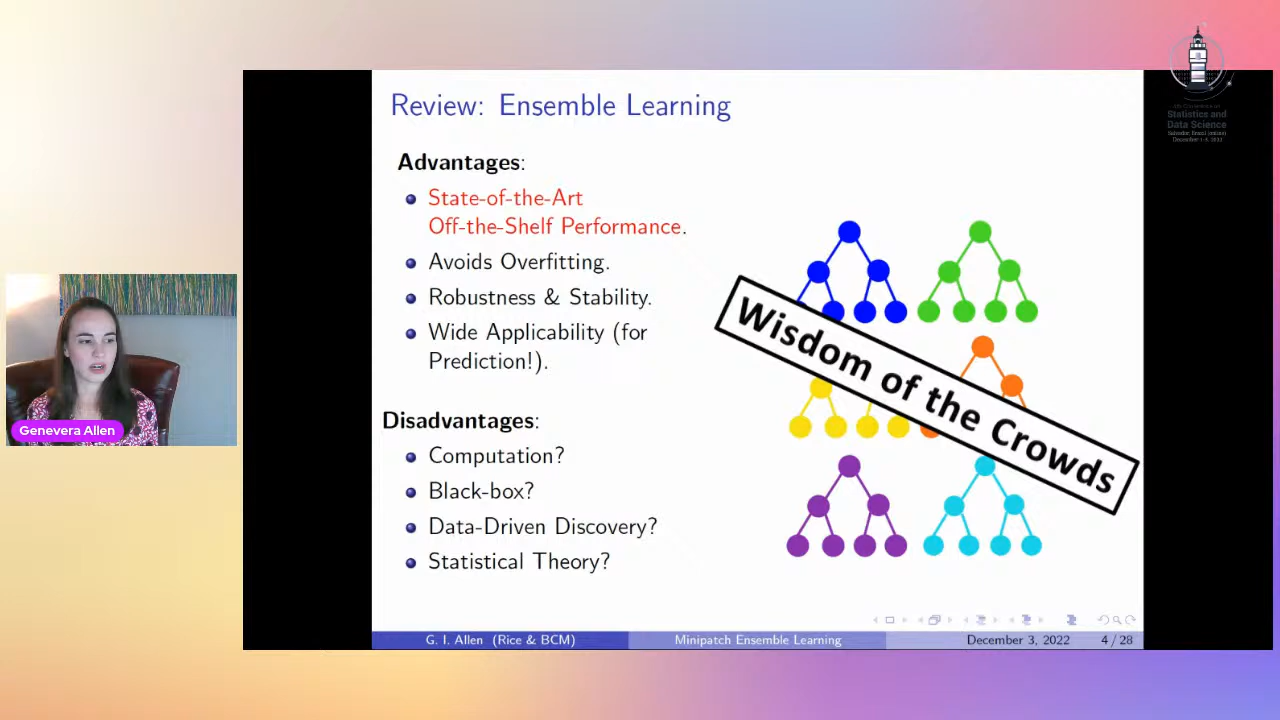 Review: Ensemble Learning
Advantages:
State-of-the-Art
Off-the-Shelf Performance.
Avoids Overfitting.
Robustness & Stability.
Wide Applicability (for
Prediction!).
Disadvantages:
Computation?
Black-box?
Data-Driven Discovery?
Statistical Theory?
Wisdom of the Crowds
Genevera Allen
Statistics and
Data Science
G. I. Allen (Rice & BCM)
Minipatch Ensemble Learning
December 3, 2022
4 / 28